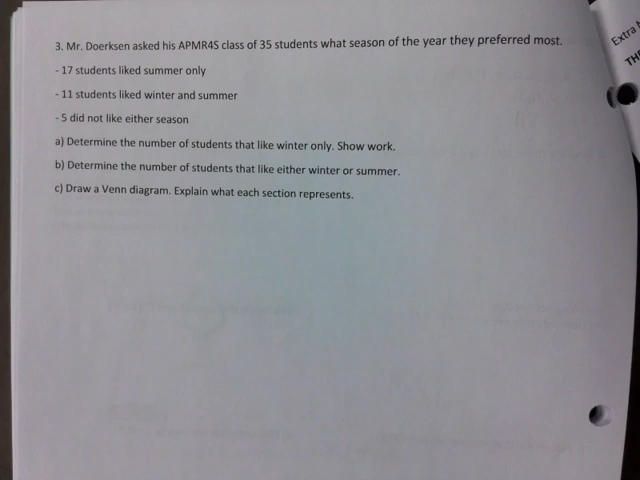 3. Mr. Doerksen asked his APMR4S class of 35 students what season of the year they preferred most.
- 17 students liked summer only
- 11 students liked winter and summer
- 5 did not like either season
a) Determine the number of students that like winter only. Show work.
b) Determine the number of students that like either winter or summer.
c) Draw a Venn diagram. Explain what each section represents.
Extra